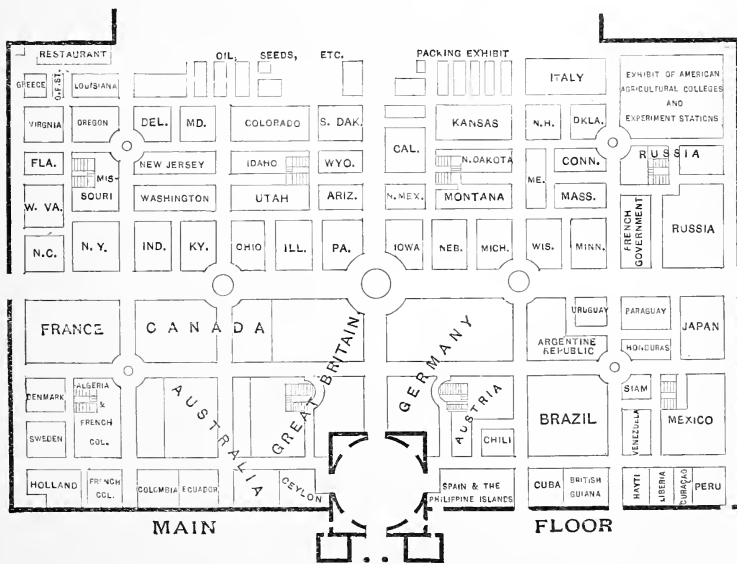 RESTAURANT
OIL, SEEDS, ETC.
PACKING EXHIBIT
GREECE
O.F.ST.
LOUISIANA
ITALY
EXHIBIT OF AMERICAN
AGRICULTURAL COLLEGES
AND
EXPERIMENT STATIONS
VIRGNIA
OREGON
DEL.
MD.
COLORADO
S. DAK.
CAL.
KANSAS
N.H.
OKLA.
FLA.
MIS-
SOURI
NEW JERSEY
IDAHO
WYO.
N.DAKOTA
ME.
CONN.
RUSSIA
W. VA.
WASHINGTON
UTAH
ARIZ.
N.MEX.
MONTANA
MASS.
FRENCH
GOVERNMENT
RUSSIA
N.C.
N.Y.
IND.
KY.
OHIO
ILL.
PA.
IOWA
NEB.
MICH.
WIS.
MINN.
FRANCE
CANADA
GREAT BRITAIN
GERMANY
URUGUAY
ARGENTINE
REPUBLIC
PARAGUAY
HONDURAS
JAPAN
DENMARK
ALGERIA
&
FRENCH
COL.
AUSTRALIA
AUSTRIA
BRAZIL
SIAM
VENEZUELA
MEXICO
SWEDEN
CHILI
HOLLAND
FRENCH
COL.
COLOMBIA
ECUADOR
CEYLON
SPAIN & THE
PHILIPPINE ISLANDS
CUBA
BRITISH
GUIANA
HAYTI
LIBERIA
CURAÇAO
PERU
MAIN FLOOR